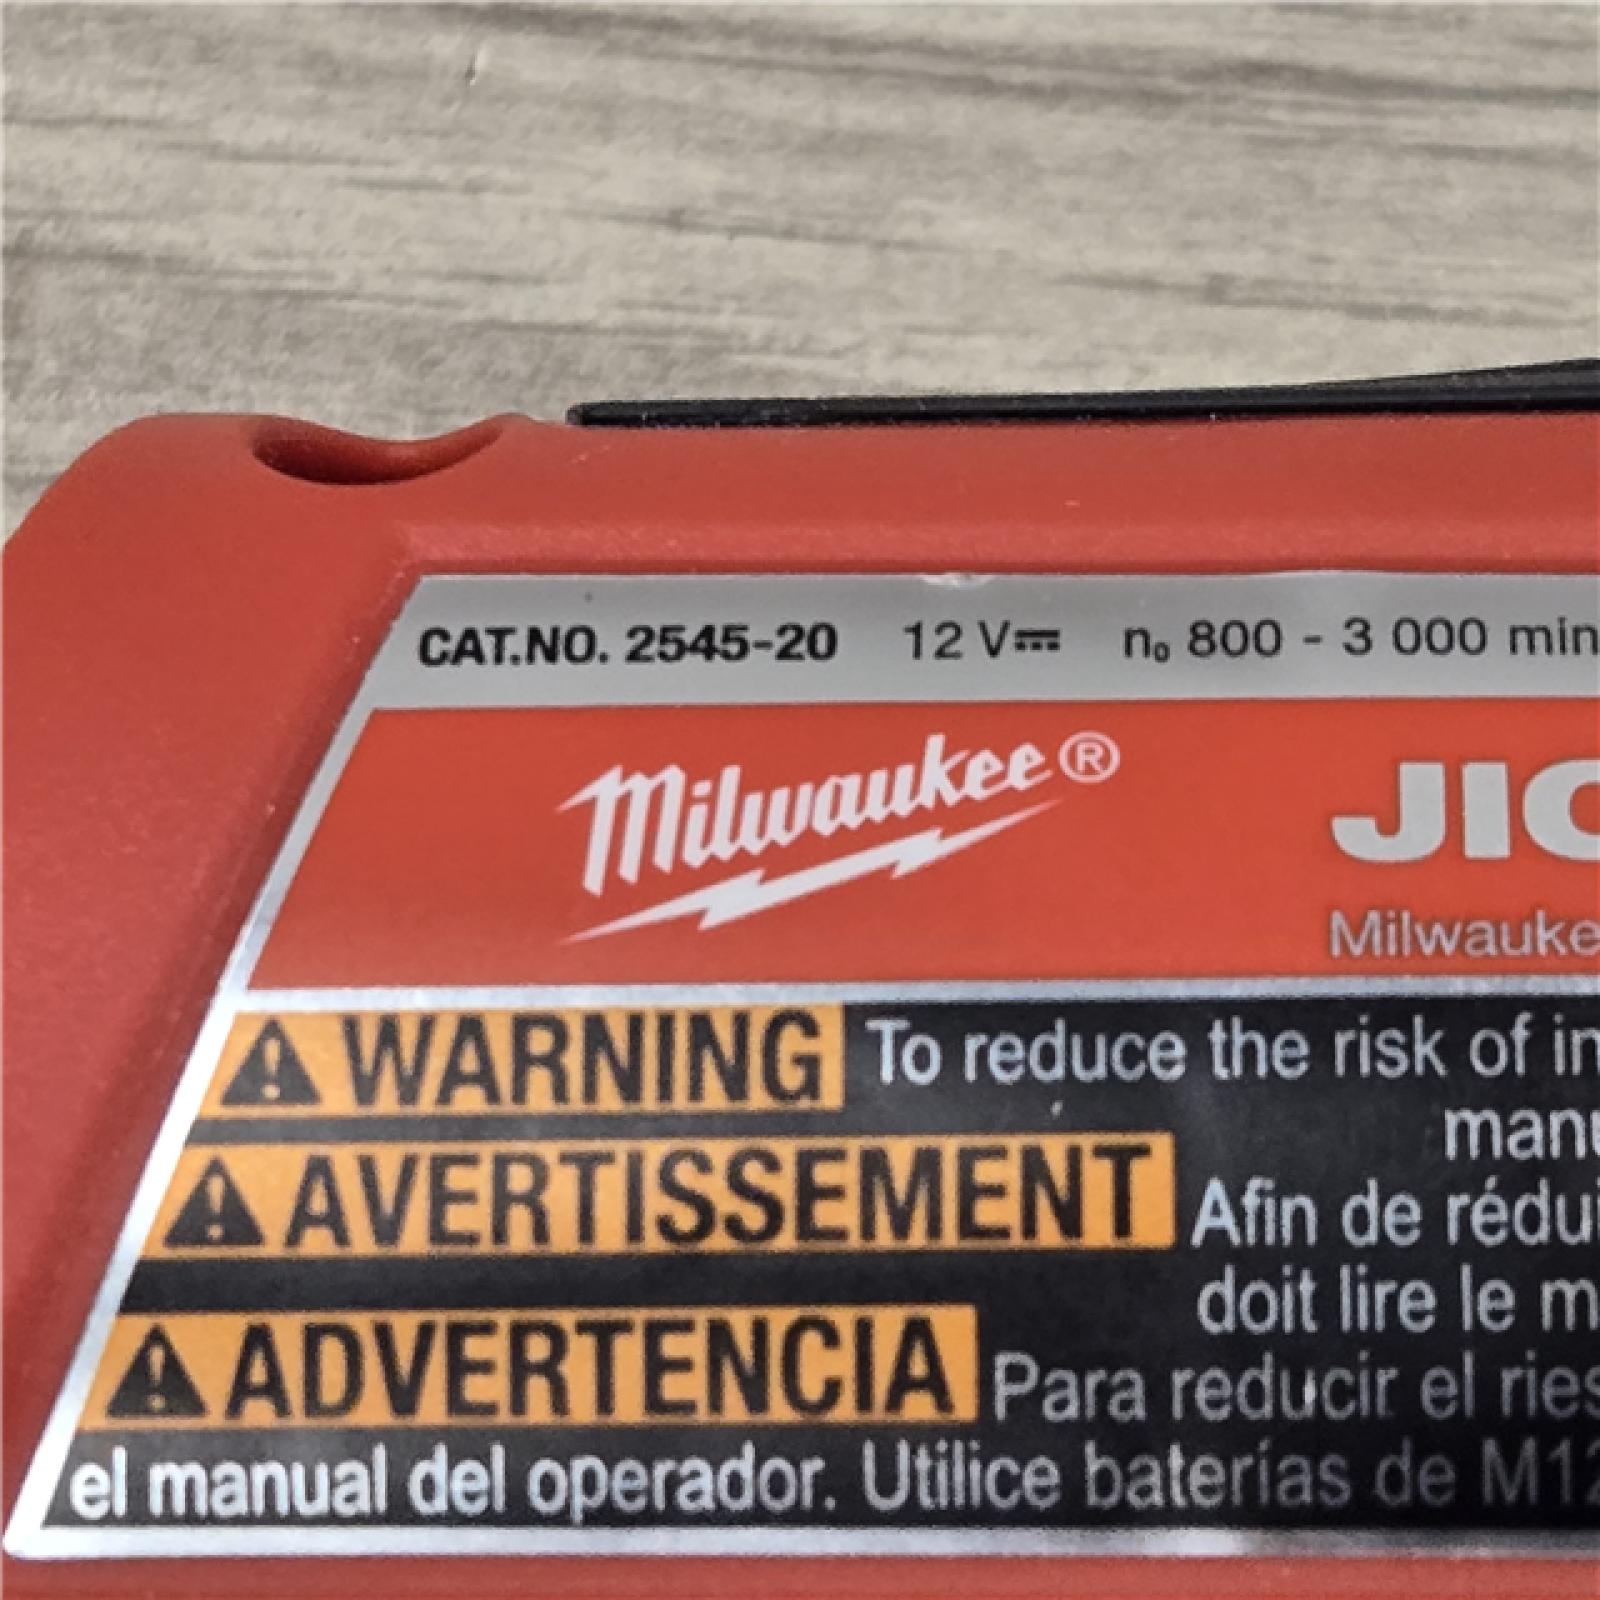 CAT.NO. 2545-20 12 V⎓ n₀ 800 - 3 000 min
Milwaukee®
JIG
Milwaukee
⚠ WARNING To reduce the risk of in
manu
⚠ AVERTISSEMENT Afin de rédui
doit lire le m
⚠ ADVERTENCIA Para reducir el ries
el manual del operador. Utilice baterías de M12